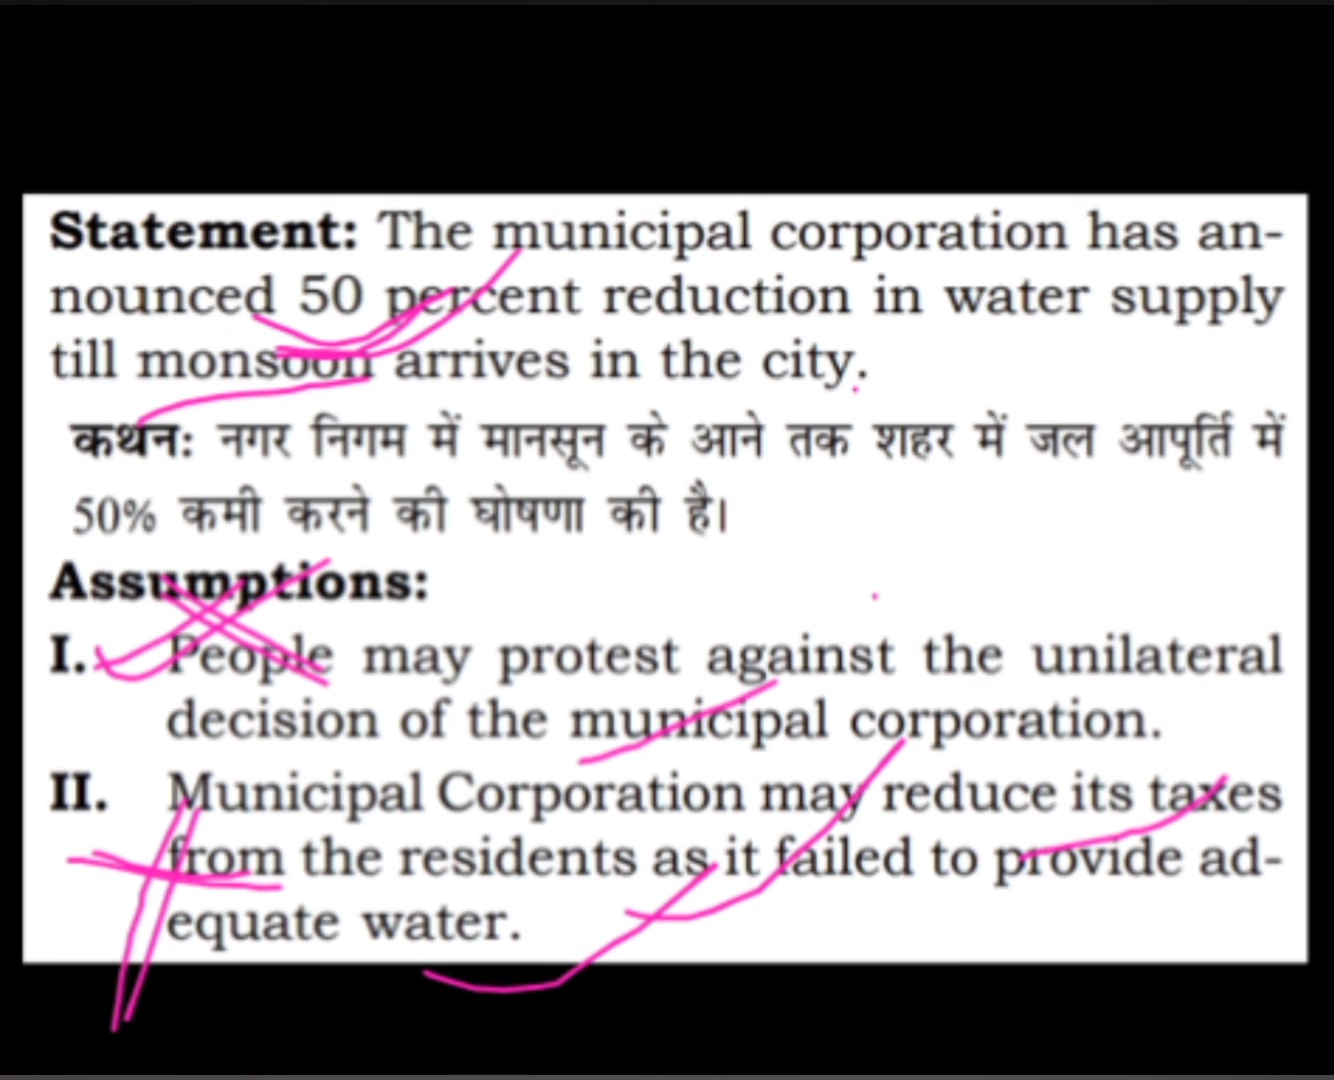 Statement: The municipal corporation has an-
nounced 50 percent reduction in water supply
till monsoon arrives in the city.
कथन: नगर निगम में मानसून के आने तक शहर में जल आपूर्ति में
50% कमी करने की घोषणा की है।
Assumptions:
I. People may protest against the unilateral
decision of the municipal corporation.
II. Municipal Corporation may reduce its taxes
from the residents as it failed to provide ad-
equate water.